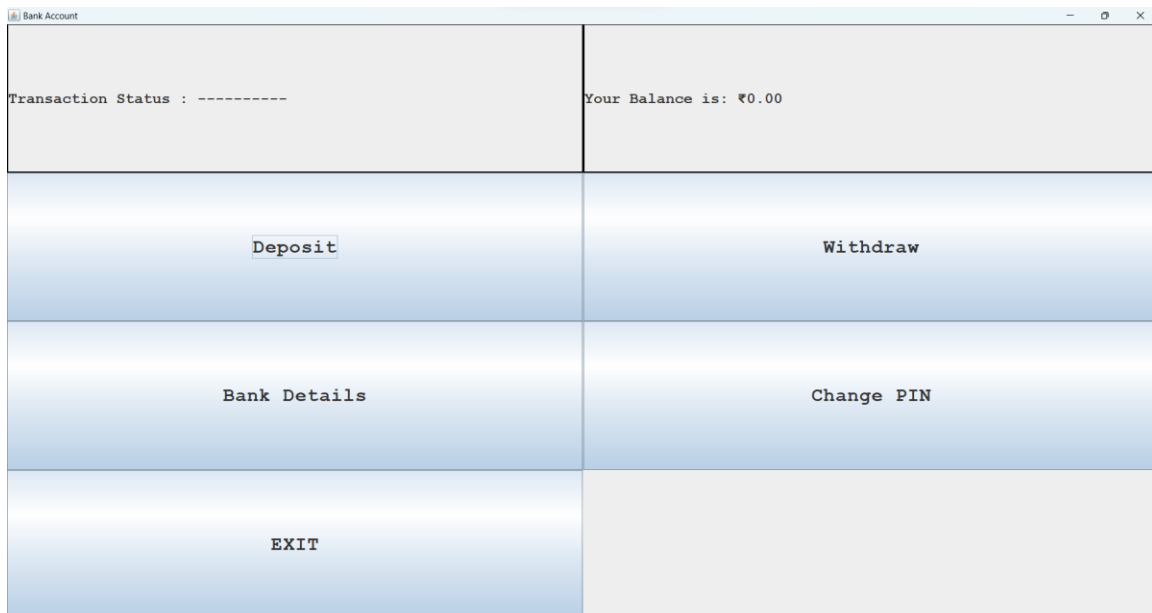 Bank Account
Transaction Status : ----------
Your Balance is: ₹0.00
Deposit
Withdraw
Bank Details
Change PIN
EXIT